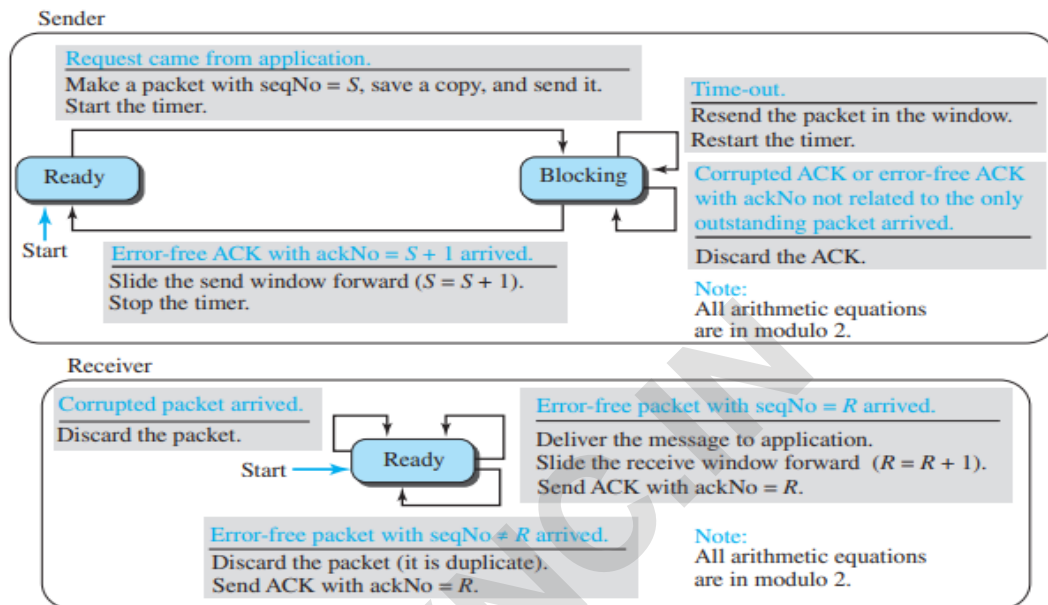 Sender
Request came from application.
Make a packet with seqNo = S, save a copy, and send it.
Start the timer.
Time-out.
Resend the packet in the window.
Restart the timer.
Ready
Blocking
Corrupted ACK or error-free ACK
with ackNo not related to the only
outstanding packet arrived.
Discard the ACK.
Start
Error-free ACK with ackNo = S + 1 arrived.
Slide the send window forward (S = S + 1).
Stop the timer.
Note:
All arithmetic equations
are in modulo 2.
Receiver
Corrupted packet arrived.
Discard the packet.
Start
Ready
Error-free packet with seqNo = R arrived.
Deliver the message to application.
Slide the receive window forward (R = R + 1).
Send ACK with ackNo = R.
Error-free packet with seqNo ≠ R arrived.
Discard the packet (it is duplicate).
Send ACK with ackNo = R.
Note:
All arithmetic equations
are in modulo 2.
NC.IN